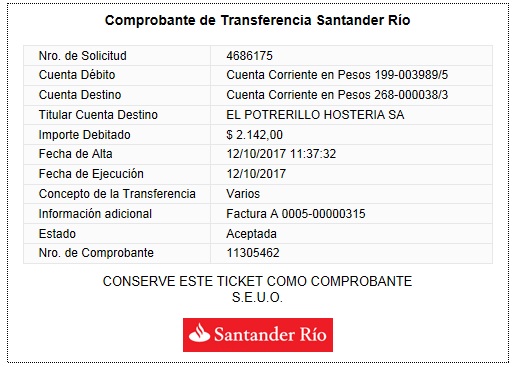 Comprobante de Transferencia Santander Río
Nro. de Solicitud 4686175
Cuenta Débito Cuenta Corriente en Pesos 199-003989/5
Cuenta Destino Cuenta Corriente en Pesos 268-000038/3
Titular Cuenta Destino EL POTRERILLO HOSTERIA SA
Importe Debitado $ 2.142,00
Fecha de Alta 12/10/2017 11:37:32
Fecha de Ejecución 12/10/2017
Concepto de la Transferencia Varios
Información adicional Factura A 0005-00000315
Estado Aceptada
Nro. de Comprobante 11305462
CONSERVE ESTE TICKET COMO COMPROBANTE
S.E.U.O.
Santander Río